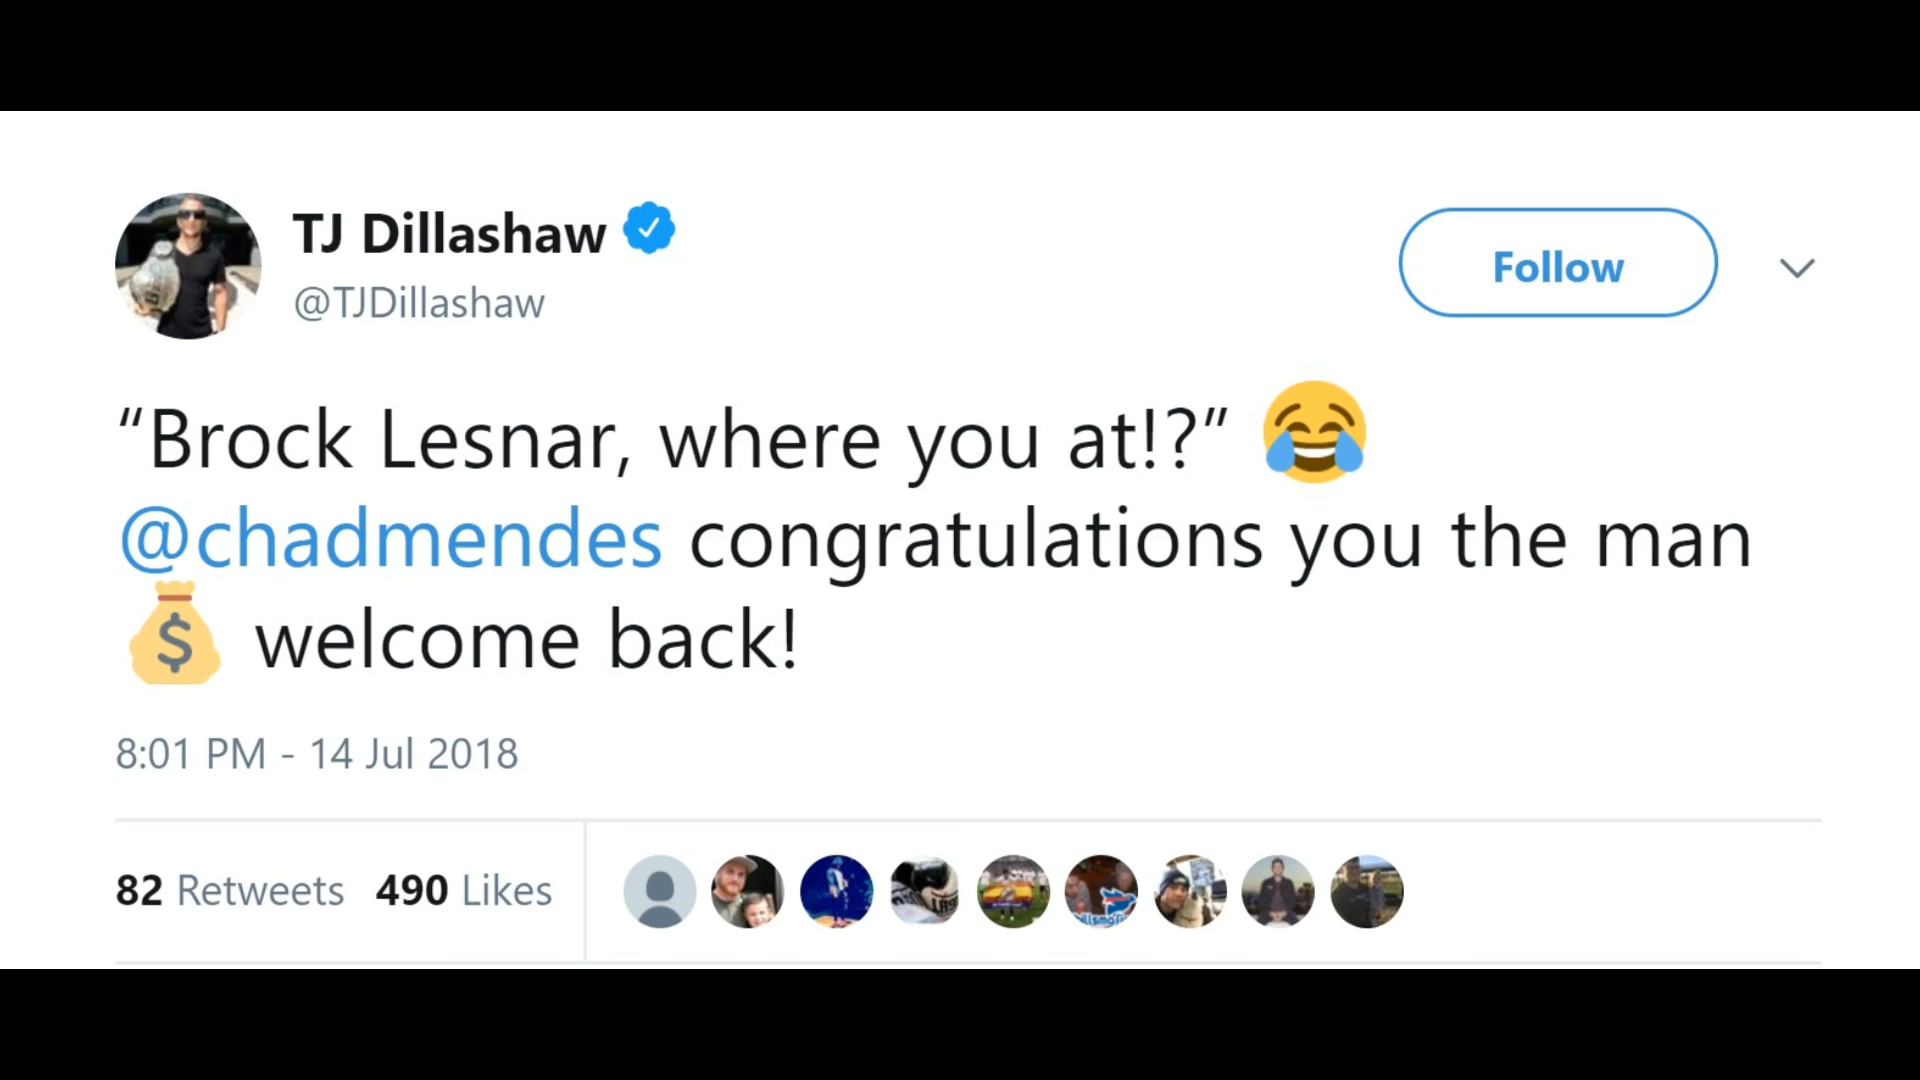 TJ Dillashaw
@TJDillashaw
Follow
“Brock Lesnar, where you at!?” 😂
@chadmendes congratulations you the man
💰 welcome back!
8:01 PM - 14 Jul 2018
82 Retweets 490 Likes